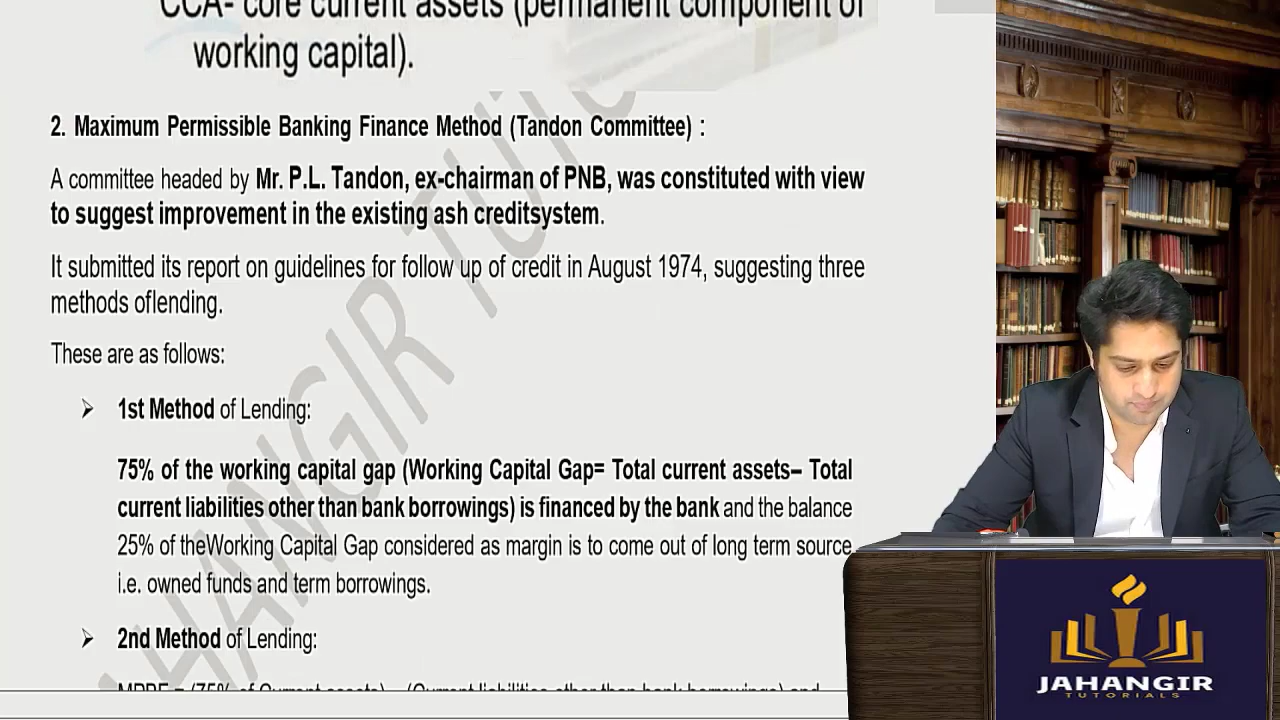 CCA- core current assets (permanent component of
working capital).
2. Maximum Permissible Banking Finance Method (Tandon Committee) :
A committee headed by Mr. P.L. Tandon, ex-chairman of PNB, was constituted with view
to suggest improvement in the existing ash creditsystem.
It submitted its report on guidelines for follow up of credit in August 1974, suggesting three
methods oflending.
These are as follows:
➢ 1st Method of Lending:
75% of the working capital gap (Working Capital Gap= Total current assets– Total
current liabilities other than bank borrowings) is financed by the bank and the balance
25% of theWorking Capital Gap considered as margin is to come out of long term source
i.e. owned funds and term borrowings.
➢ 2nd Method of Lending:
MPBF = (75% of Current assets) – (Current liabilities other than bank borrowings) and
JAHANGIR
TUTORIALS